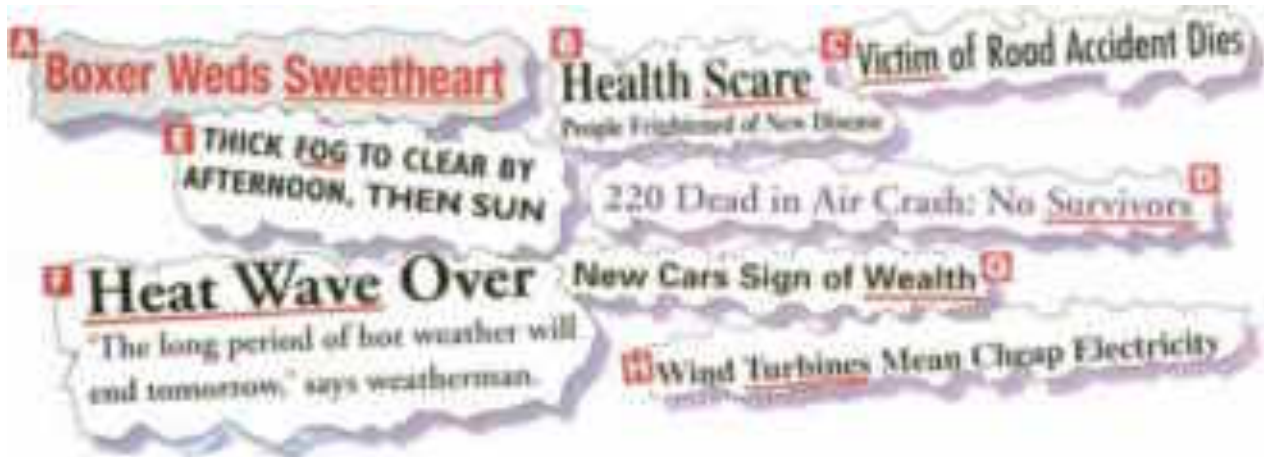 A Boxer Weds Sweetheart
B Health Scare
People Frightened of New Disease
C Victim of Road Accident Dies
E THICK FOG TO CLEAR BY
AFTERNOON, THEN SUN
220 Dead in Air Crash: No Survivors D
F Heat Wave Over
"The long period of hot weather will
end tomorrow," says weatherman.
New Cars Sign of Wealth G
H Wind Turbines Mean Cheap Electricity